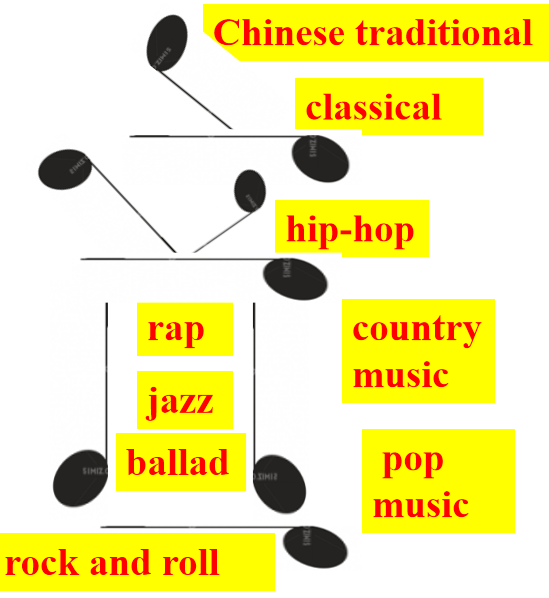 Chinese traditional
classical
hip-hop
rap
country
music
jazz
ballad
pop
music
rock and roll